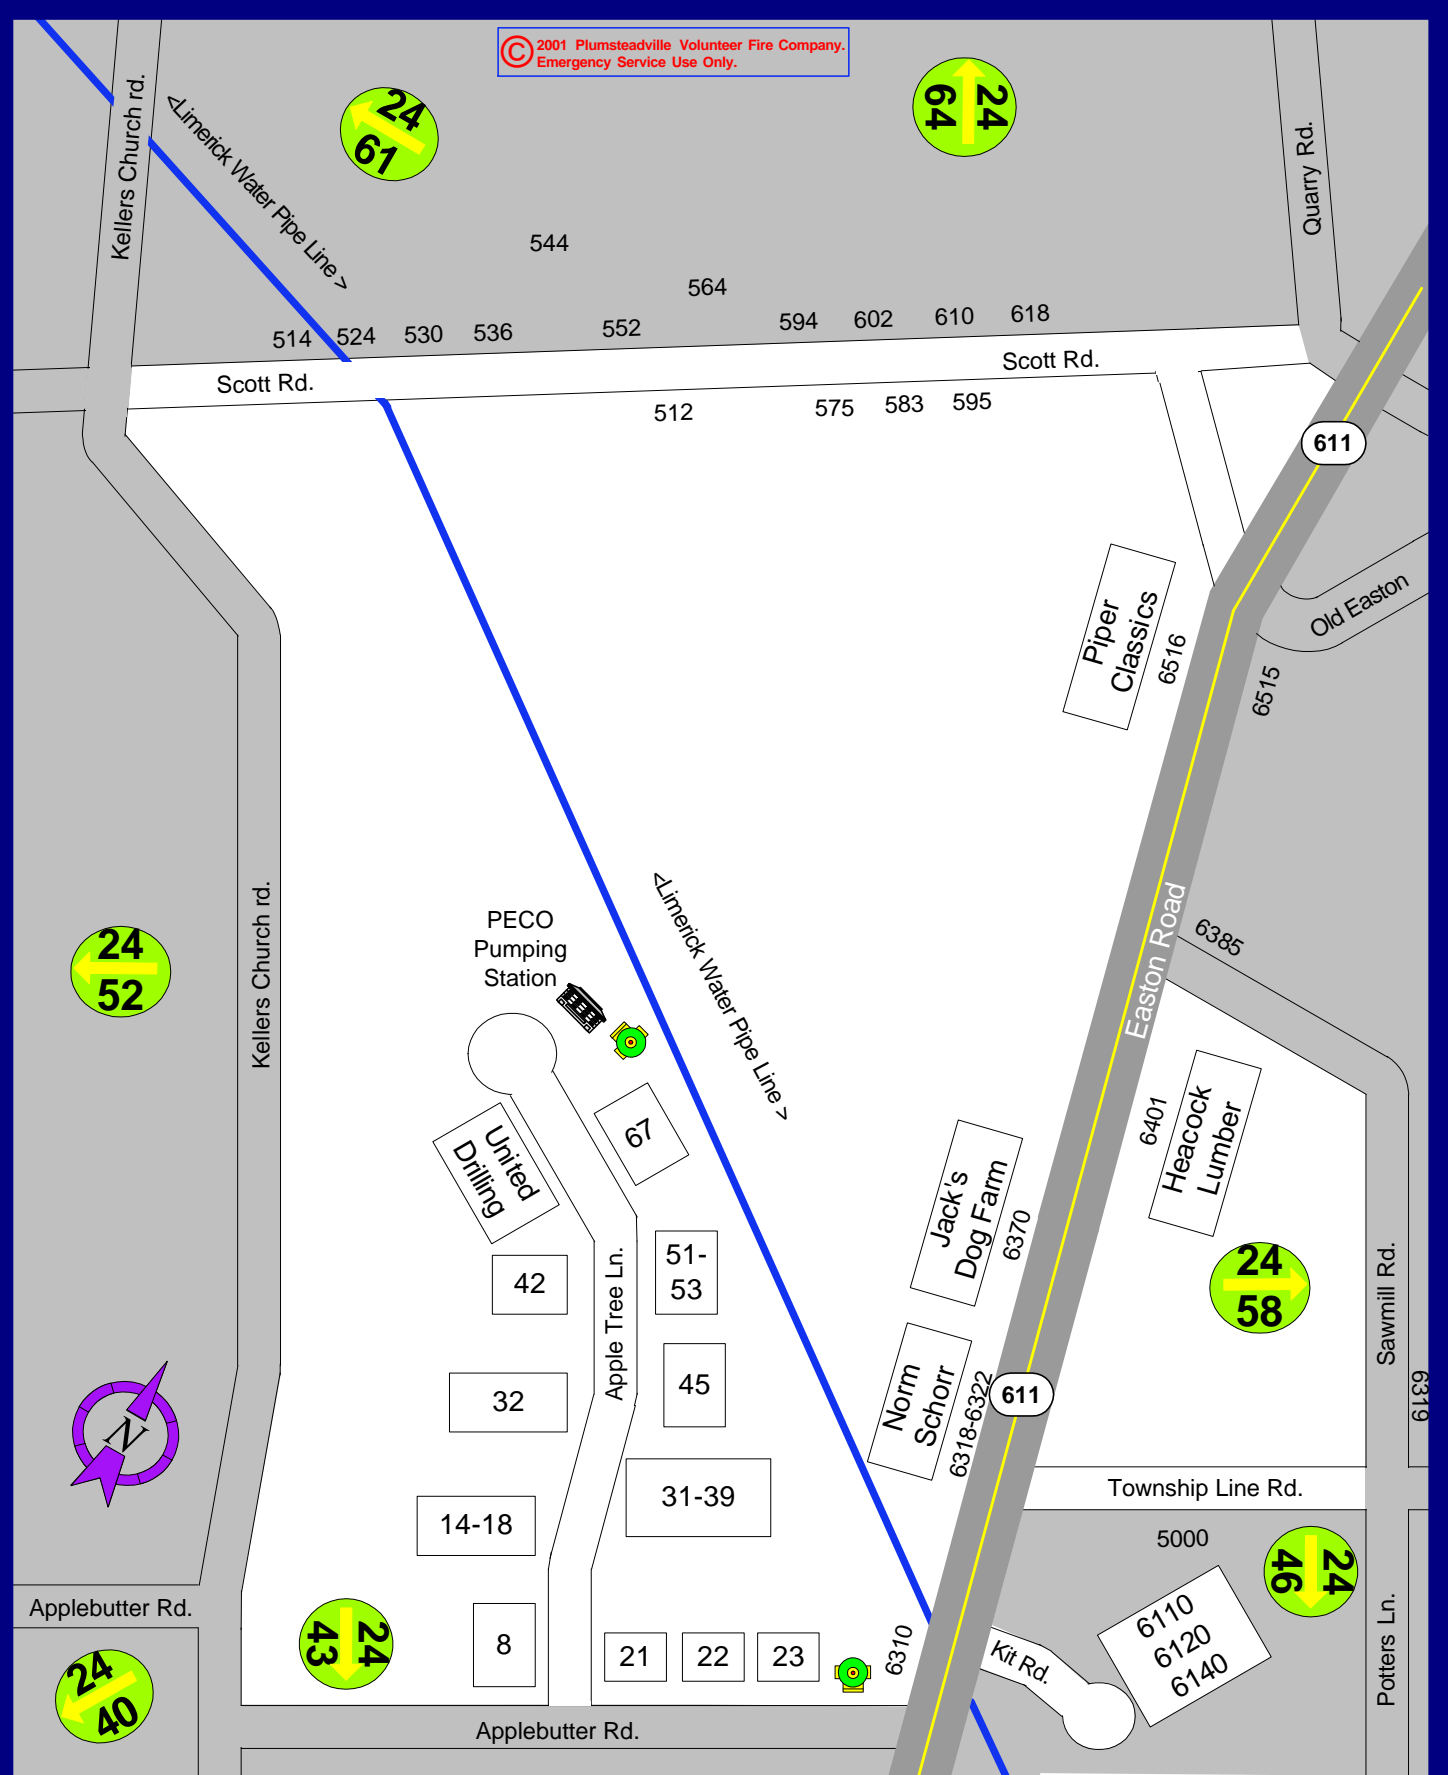 © 2001 Plumsteadville Volunteer Fire Company.
Emergency Service Use Only.
Kellers Church rd.
<Limerick Water Pipe Line >
24
61
24
64
Quarry Rd.
544
564
514
524
530
536
552
594
602
610
618
Scott Rd.
Scott Rd.
512
575
583
595
611
Old Easton
Piper
Classics
6516
6515
Kellers Church rd.
24
52
PECO
Pumping
Station
<Limerick Water Pipe Line >
Easton Road
6385
67
United
Drilling
6401
Heacock
Lumber
Jack's
Dog Farm
6370
24
58
42
Apple Tree Ln.
51-
53
Sawmill Rd.
6319
32
45
Norm
Schorr
6318-6322
611
N
31-39
14-18
Township Line Rd.
5000
24
46
Applebutter Rd.
24
43
8
21
22
23
6310
Kit Rd.
6110
6120
6140
Potters Ln.
24
40
Applebutter Rd.